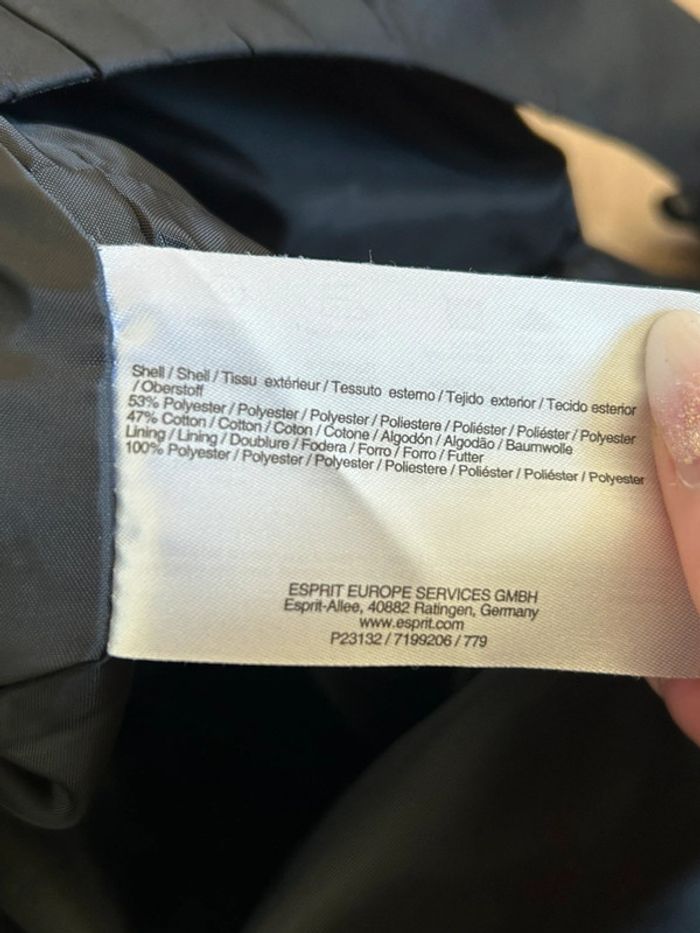 Shell / Shell / Tissu extérieur / Tessuto esterno / Tejido exterior / Tecido esterior
/ Oberstoff
53% Polyester / Polyester / Polyester / Poliestere / Poliéster / Poliéster / Polyester
47% Cotton / Cotton / Coton / Cotone / Algodón / Algodão / Baumwolle
Lining / Lining / Doublure / Fodera / Forro / Forro / Futter
100% Polyester / Polyester / Polyester / Poliestere / Poliéster / Poliéster / Polyester
ESPRIT EUROPE SERVICES GMBH
Esprit-Allee, 40882 Ratingen, Germany
www.esprit.com
P23132 / 7199206 / 779